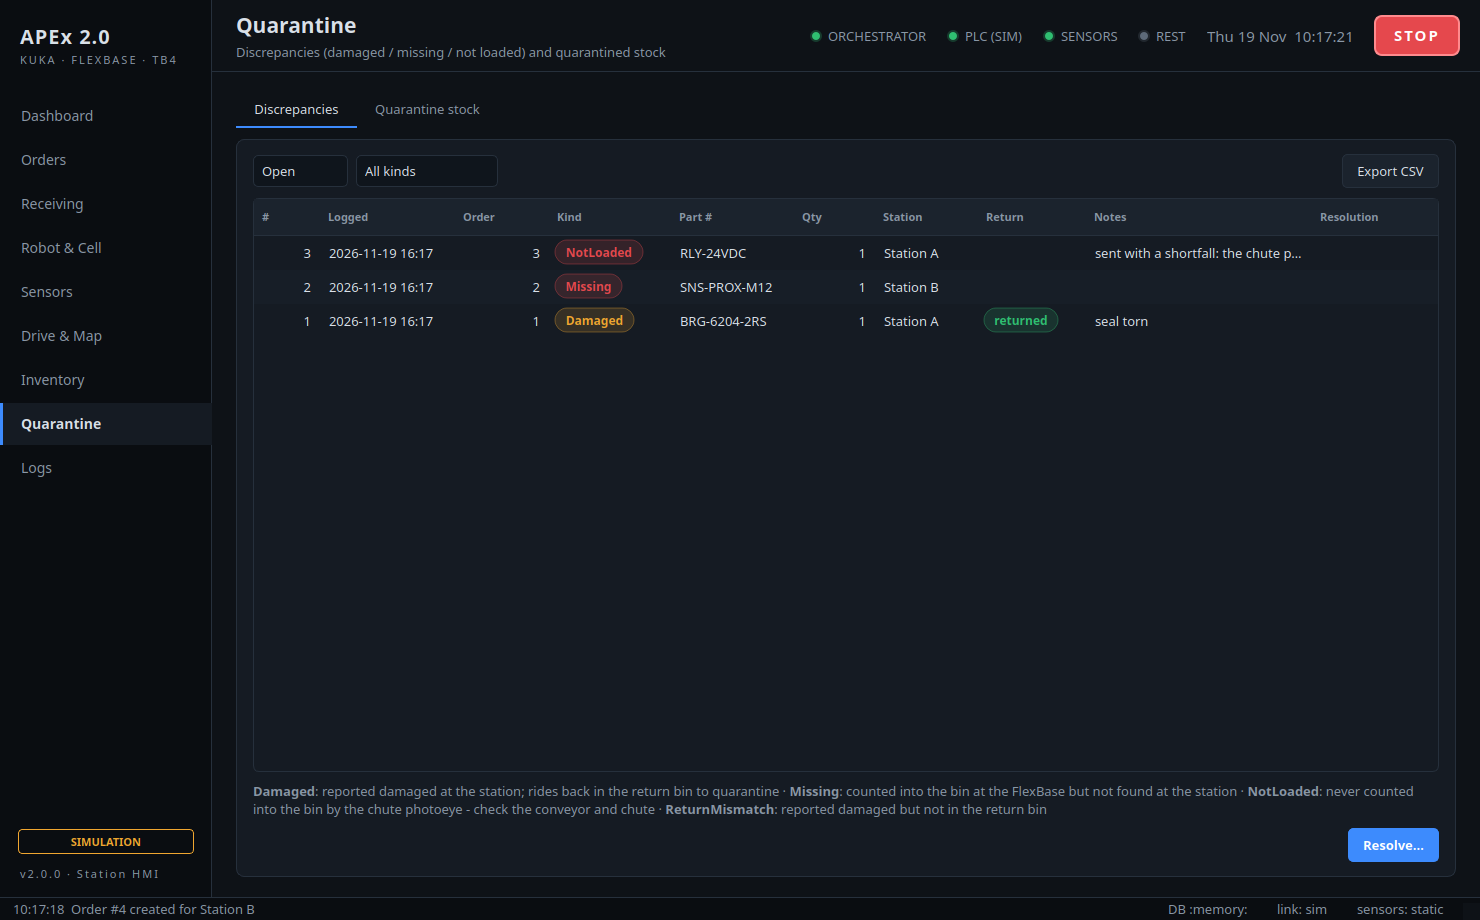 APEx 2.0
KUKA · FLEXBASE · TB4
Dashboard
Orders
Receiving
Robot & Cell
Sensors
Drive & Map
Inventory
Quarantine
Logs
SIMULATION
v2.0.0 · Station HMI
Quarantine
Discrepancies (damaged / missing / not loaded) and quarantined stock
ORCHESTRATOR PLC (SIM) SENSORS REST Thu 19 Nov 10:17:21 STOP
Discrepancies Quarantine stock
Open All kinds Export CSV
# Logged Order Kind Part # Qty Station Return Notes Resolution
3 2026-11-19 16:17 3 NotLoaded RLY-24VDC 1 Station A sent with a shortfall: the chute p...
2 2026-11-19 16:17 2 Missing SNS-PROX-M12 1 Station B
1 2026-11-19 16:17 1 Damaged BRG-6204-2RS 1 Station A returned seal torn
Damaged: reported damaged at the station; rides back in the return bin to quarantine · Missing: counted into the bin at the FlexBase but not found at the station · NotLoaded: never counted
into the bin by the chute photoeye - check the conveyor and chute · ReturnMismatch: reported damaged but not in the return bin
Resolve...
10:17:18 Order #4 created for Station B DB :memory: link: sim sensors: static